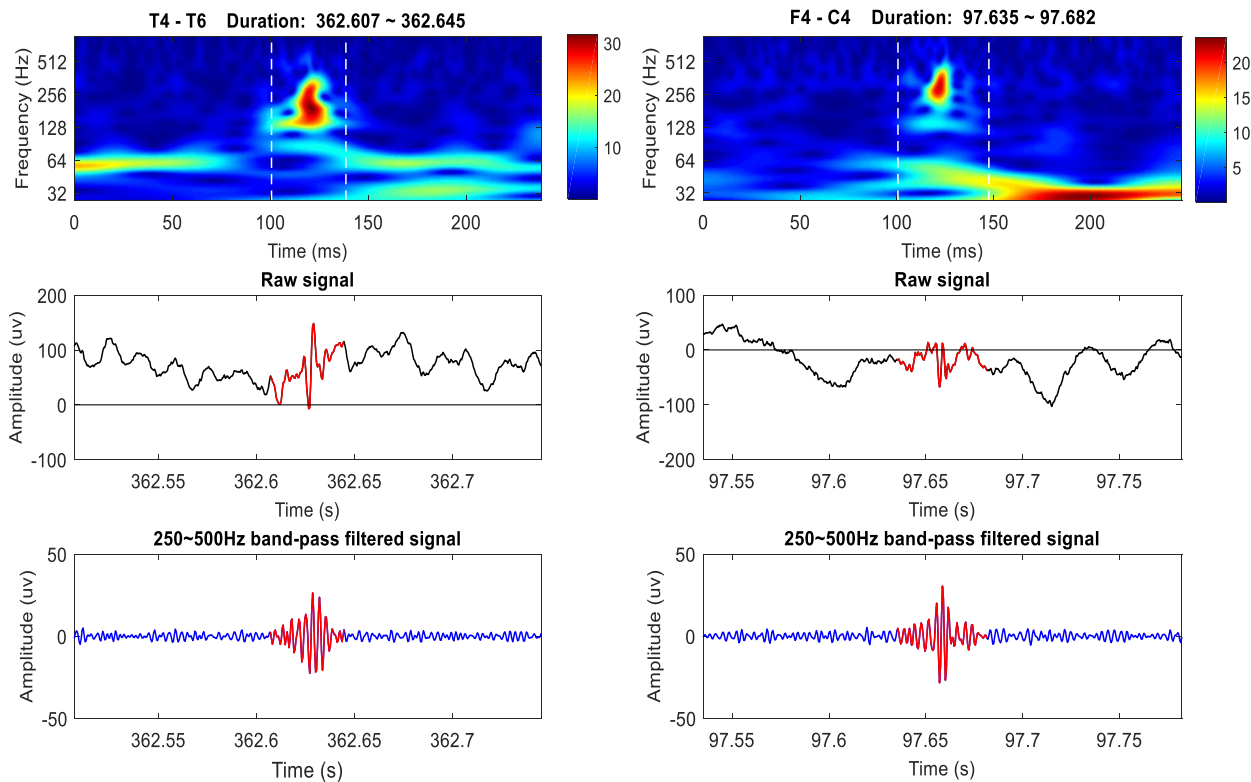 T4 - T6 Duration: 362.607 ~ 362.645
Frequency (Hz)
512
256
128
64
32
0 50 100 150 200
Time (ms)
30
20
10
F4 - C4 Duration: 97.635 ~ 97.682
Frequency (Hz)
512
256
128
64
32
0 50 100 150 200
Time (ms)
20
15
10
5
Raw signal
Amplitude (uv)
200
100
0
-100
362.55 362.6 362.65 362.7
Time (s)
Raw signal
Amplitude (uv)
100
0
-100
-200
97.55 97.6 97.65 97.7 97.75
Time (s)
250~500Hz band-pass filtered signal
Amplitude (uv)
50
0
-50
362.55 362.6 362.65 362.7
Time (s)
250~500Hz band-pass filtered signal
Amplitude (uv)
50
0
-50
97.55 97.6 97.65 97.7 97.75
Time (s)